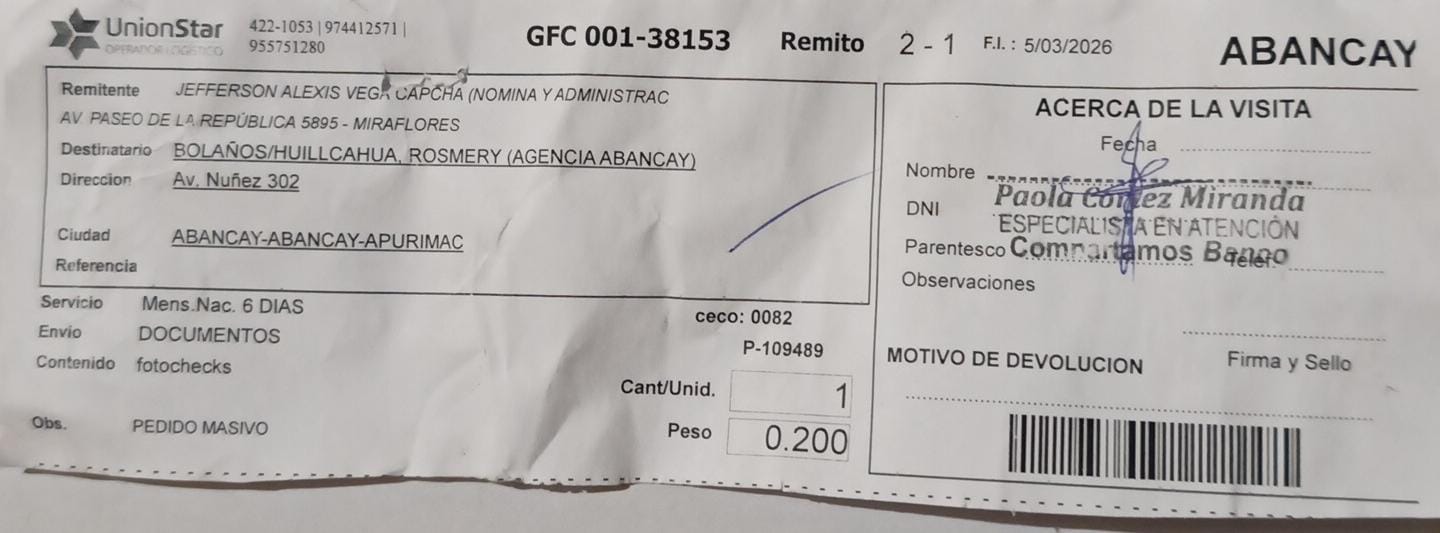 UnionStar
OPERADOR LOGÍSTICO
422-1053 | 974412571 |
955751280
GFC 001-38153 Remito 2 - 1 F.I. : 5/03/2026 ABANCAY
Remitente JEFFERSON ALEXIS VEGA CAPCHA (NOMINA Y ADMINISTRAC
AV PASEO DE LA REPÚBLICA 5895 - MIRAFLORES
Destinatario BOLAÑOS/HUILLCAHUA, ROSMERY (AGENCIA ABANCAY)
Direccion Av. Nuñez 302
Ciudad ABANCAY-ABANCAY-APURIMAC
Referencia
Servicio Mens.Nac. 6 DIAS
Envio DOCUMENTOS
Contenido fotochecks
Obs. PEDIDO MASIVO
ceco: 0082
P-109489
Cant/Unid. 1
Peso 0.200
ACERCA DE LA VISITA
Fecha
Nombre
Paola Cortez Miranda
DNI
ESPECIALISTA EN ATENCIÓN
Parentesco Compartamos Banco
Teléf.
Observaciones
Firma y Sello
MOTIVO DE DEVOLUCION